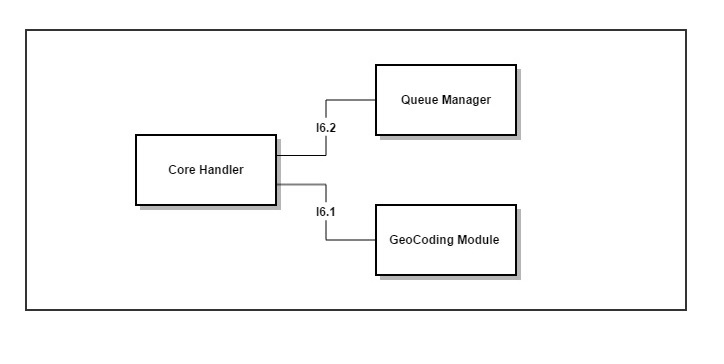 Queue Manager
I6.2
Core Handler
I6.1
GeoCoding Module